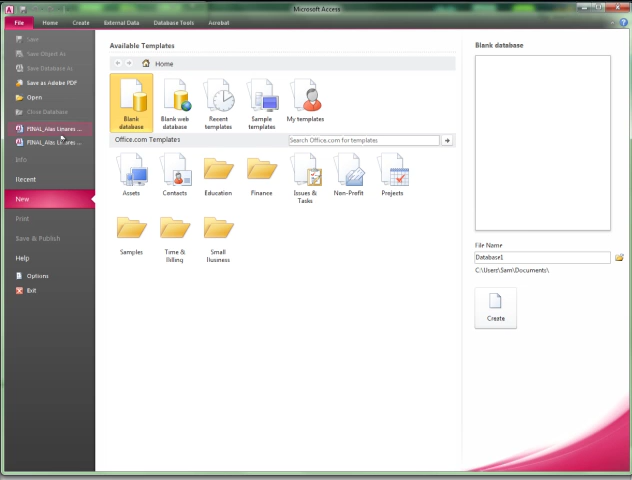 Microsoft Access
File
Home
Create
External Data
Database Tools
Acrobat
Save
Save Object As
Save Database As
Save as Adobe PDF
Open
Close Database
FINAL_Alas Linares ...
FINAL_Alas Linares ...
Info
Recent
New
Print
Save & Publish
Help
Options
Exit
Available Templates
Home
Blank
database
Blank web
database
Recent
templates
Sample
templates
My templates
Office.com Templates
Search Office.com for templates
Assets
Contacts
Education
Finance
Issues &
Tasks
Non-Profit
Projects
Samples
Time &
Billing
Small
Business
Blank database
File Name
Database1
C:\Users\Sam\Documents\
Create